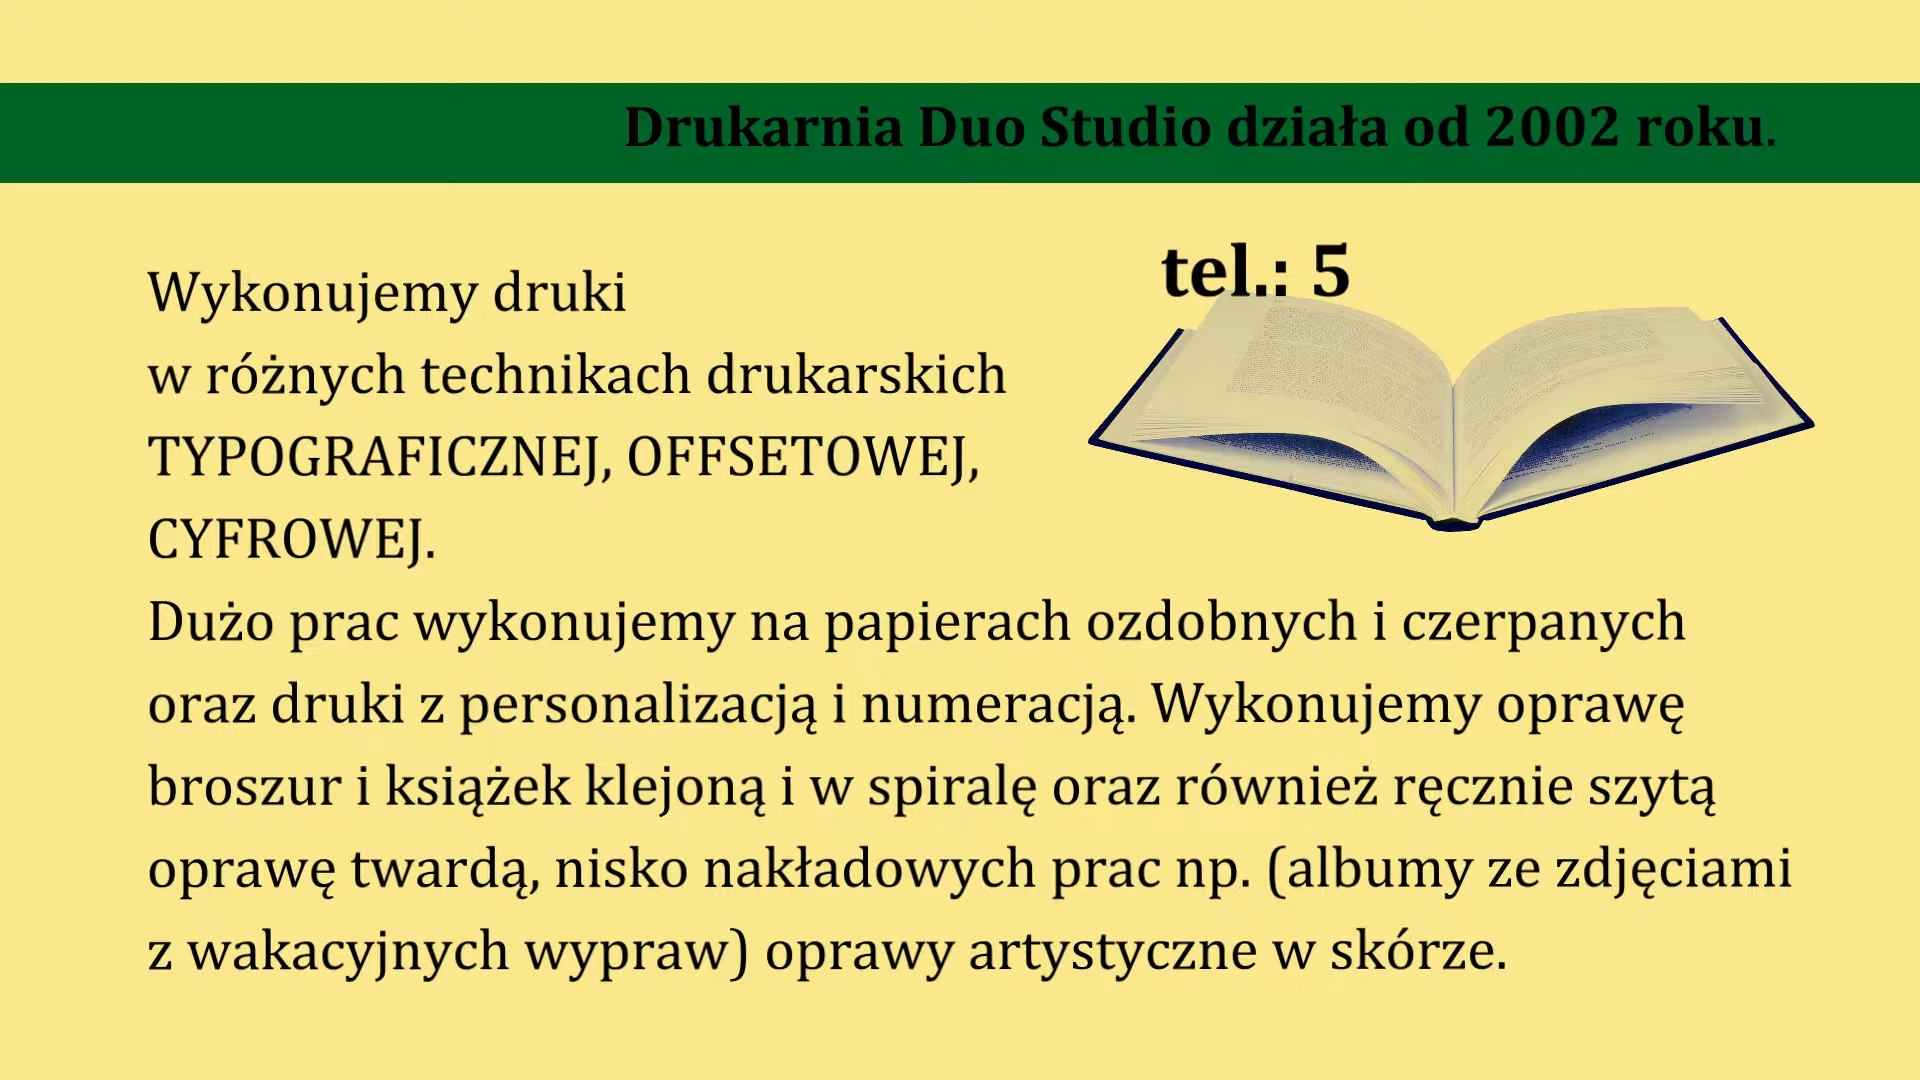 Drukarnia Duo Studio działa od 2002 roku.
tel.: 5
Wykonujemy druki
w różnych technikach drukarskich
TYPOGRAFICZNEJ, OFFSETOWEJ,
CYFROWEJ.
Dużo prac wykonujemy na papierach ozdobnych i czerpanych
oraz druki z personalizacją i numeracją. Wykonujemy oprawę
broszur i książek klejoną i w spiralę oraz również ręcznie szytą
oprawę twardą, nisko nakładowych prac np. (albumy ze zdjęciami
z wakacyjnych wypraw) oprawy artystyczne w skórze.